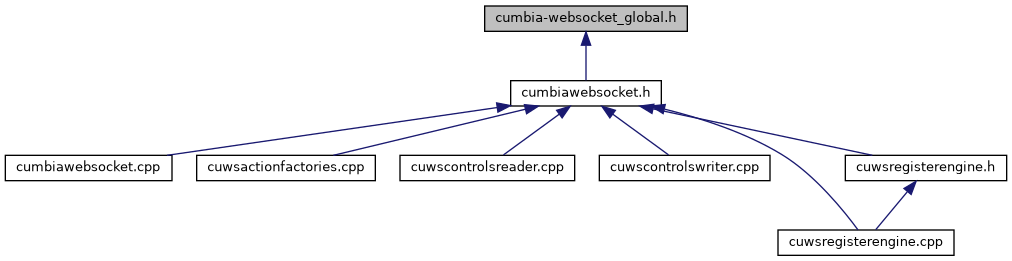 cumbia-websocket_global.h
cumbiawebsocket.h
cumbiawebsocket.cpp
cuwsactionfactories.cpp
cuwscontrolsreader.cpp
cuwscontrolswriter.cpp
cuwsregisterengine.h
cuwsregisterengine.cpp